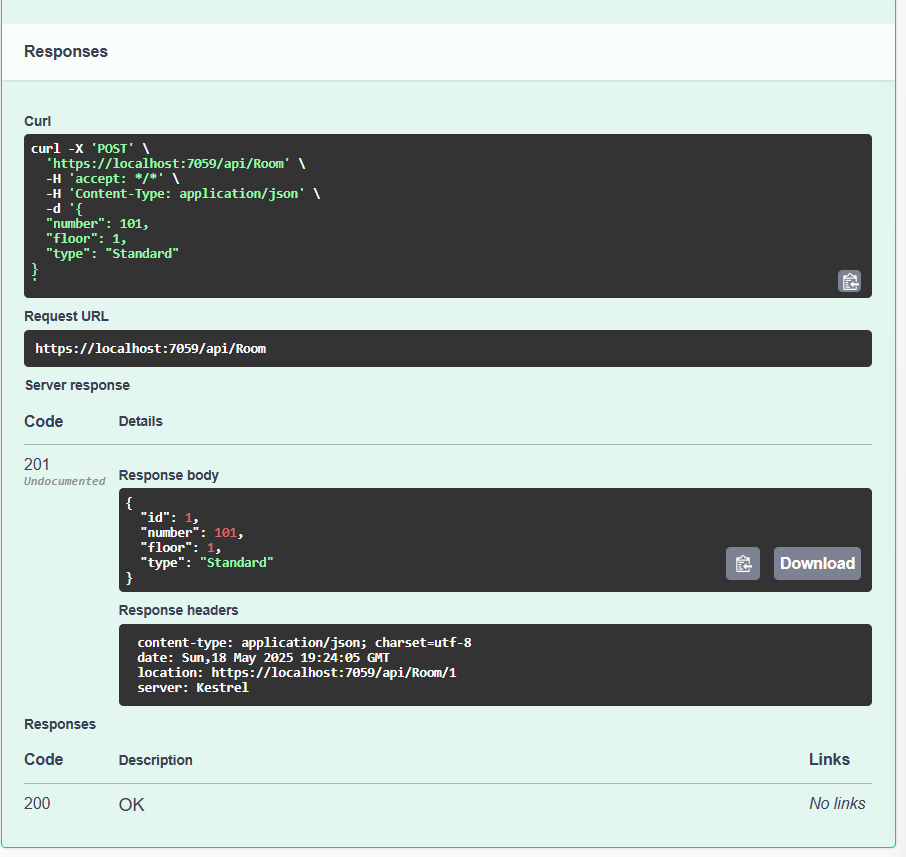 Responses
Curl
curl -X 'POST' \
  'https://localhost:7059/api/Room' \
  -H 'accept: */*' \
  -H 'Content-Type: application/json' \
  -d '{
  "number": 101,
  "floor": 1,
  "type": "Standard"
}
'
Request URL
https://localhost:7059/api/Room
Server response
Code Details
201
Undocumented
Response body
{
  "id": 1,
  "number": 101,
  "floor": 1,
  "type": "Standard"
}
Download
Response headers
content-type: application/json; charset=utf-8
date: Sun,18 May 2025 19:24:05 GMT
location: https://localhost:7059/api/Room/1
server: Kestrel
Responses
Code Description Links
200 OK No links